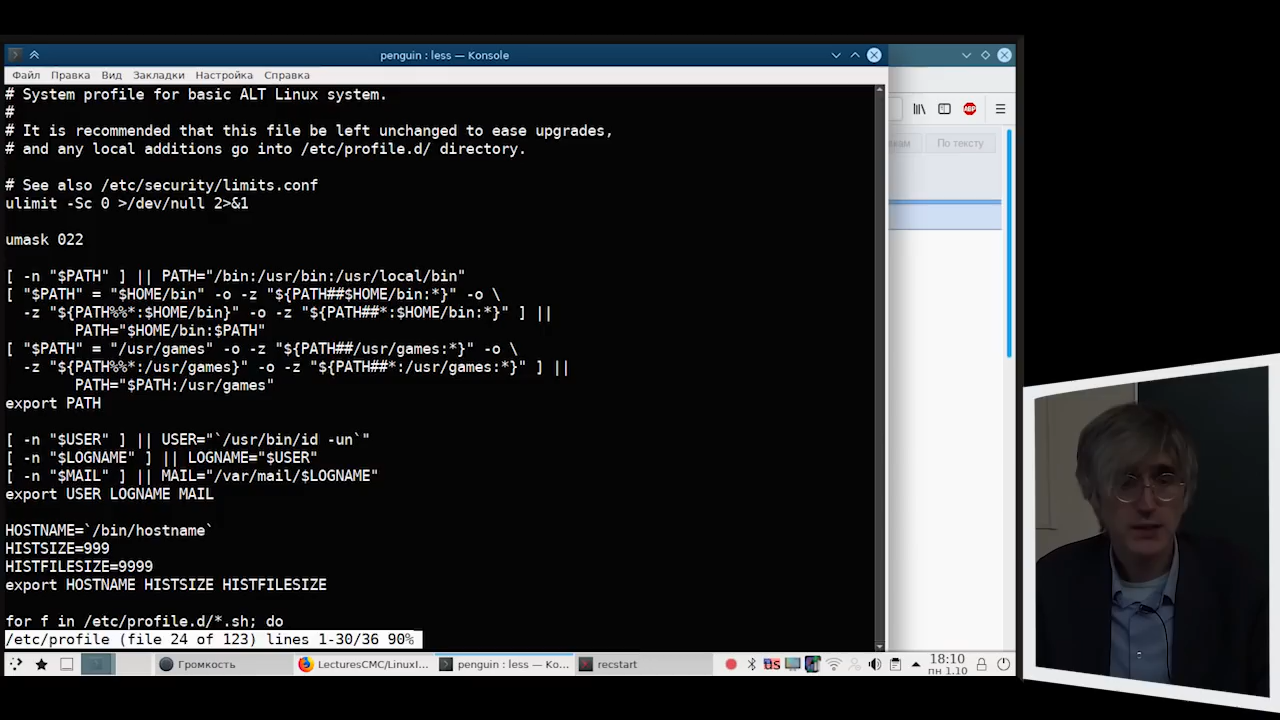 penguin : less — Konsole
Файл Правка Вид Закладки Настройка Справка
# System profile for basic ALT Linux system.
#
# It is recommended that this file be left unchanged to ease upgrades,
# and any local additions go into /etc/profile.d/ directory.
# See also /etc/security/limits.conf
ulimit -Sc 0 >/dev/null 2>&1
umask 022
[ -n "$PATH" ] || PATH="/bin:/usr/bin:/usr/local/bin"
[ "$PATH" = "$HOME/bin" -o -z "${PATH##$HOME/bin:*}" -o \
-z "${PATH%%*:$HOME/bin}" -o -z "${PATH##*:$HOME/bin:*}" ] ||
PATH="$HOME/bin:$PATH"
[ "$PATH" = "/usr/games" -o -z "${PATH##/usr/games:*}" -o \
-z "${PATH%%*:/usr/games}" -o -z "${PATH##*:/usr/games:*}" ] ||
PATH="$PATH:/usr/games"
export PATH
[ -n "$USER" ] || USER="`/usr/bin/id -un`"
[ -n "$LOGNAME" ] || LOGNAME="$USER"
[ -n "$MAIL" ] || MAIL="/var/mail/$LOGNAME"
export USER LOGNAME MAIL
HOSTNAME=`/bin/hostname`
HISTSIZE=999
HISTFILESIZE=9999
export HOSTNAME HISTSIZE HISTFILESIZE
for f in /etc/profile.d/*.sh; do
/etc/profile (file 24 of 123) lines 1-30/36 90%
ABP
кам По тексту
Громкость LecturesCMC/LinuxI... penguin : less — Ko... recstart us 18:10
пн 1.10